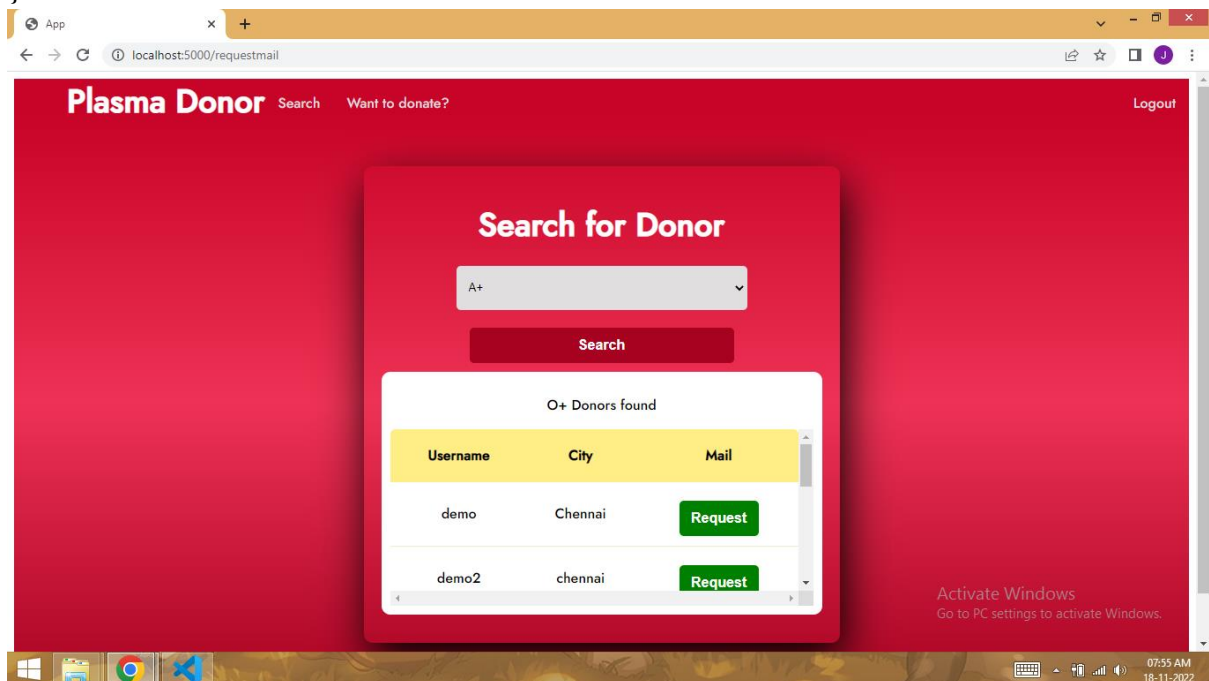 App
localhost:5000/requestmail
J
Plasma Donor Search Want to donate? Logout
Search for Donor
A+
Search
O+ Donors found
Username City Mail
demo Chennai Request
demo2 chennai Request
Activate Windows
Go to PC settings to activate Windows.
07:55 AM
18-11-2022